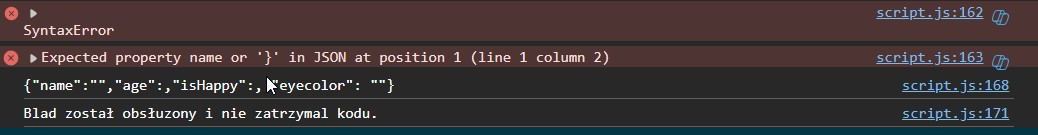 script.js:162
SyntaxError
Expected property name or '}' in JSON at position 1 (line 1 column 2) script.js:163
{"name":"","age":,"isHappy":, "eyecolor": ""} script.js:168
Blad został obsłuzony i nie zatrzymal kodu. script.js:171